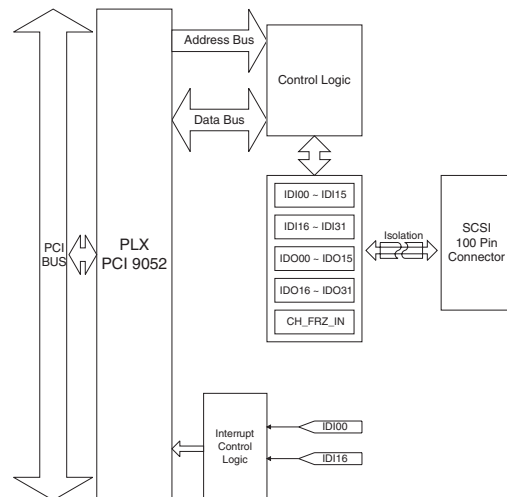 Address Bus
Control Logic
Data Bus
IDI00 ~ IDI15
IDI16 ~ IDI31
IDO00 ~ IDO15
IDO16 ~ IDO31
CH_FRZ_IN
Isolation
SCSI
100 Pin
Connector
PCI
BUS
PLX
PCI 9052
Interrupt
Control
Logic
IDI00
IDI16